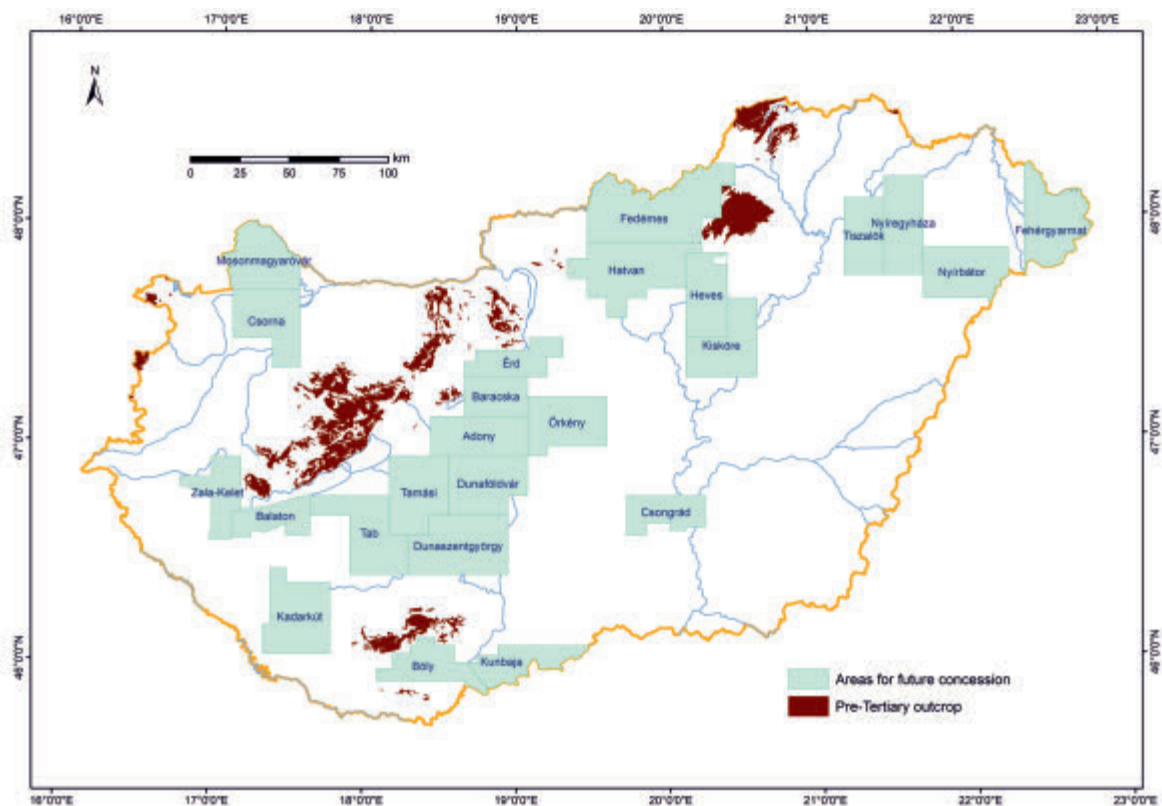 16°0'0"E 17°0'0"E 18°0'0"E 19°0'0"E 20°0'0"E 21°0'0"E 22°0'0"E 23°0'0"E
N
km
0 25 50 75 100
48°0'0"N
48°0'0"N
Fedémes
Nyíregyháza
Tiszalök
Fehérgyarmat
Mosonmagyaróvár
Hatvan
Nyírbátor
Heves
Csorna
Kisköre
Érd
Baracska
Örkény
Adony
47°0'0"N
47°0'0"N
Zala-Kelet
Tamási
Dunaföldvár
Balaton
Csongrád
Tab
Dunaszentgyörgy
Kadarkút
46°0'0"N
46°0'0"N
Bóly
Kunbaja
Areas for future concession
Pre-Tertiary outcrop
16°0'0"E 17°0'0"E 18°0'0"E 19°0'0"E 20°0'0"E 21°0'0"E 22°0'0"E 23°0'0"E